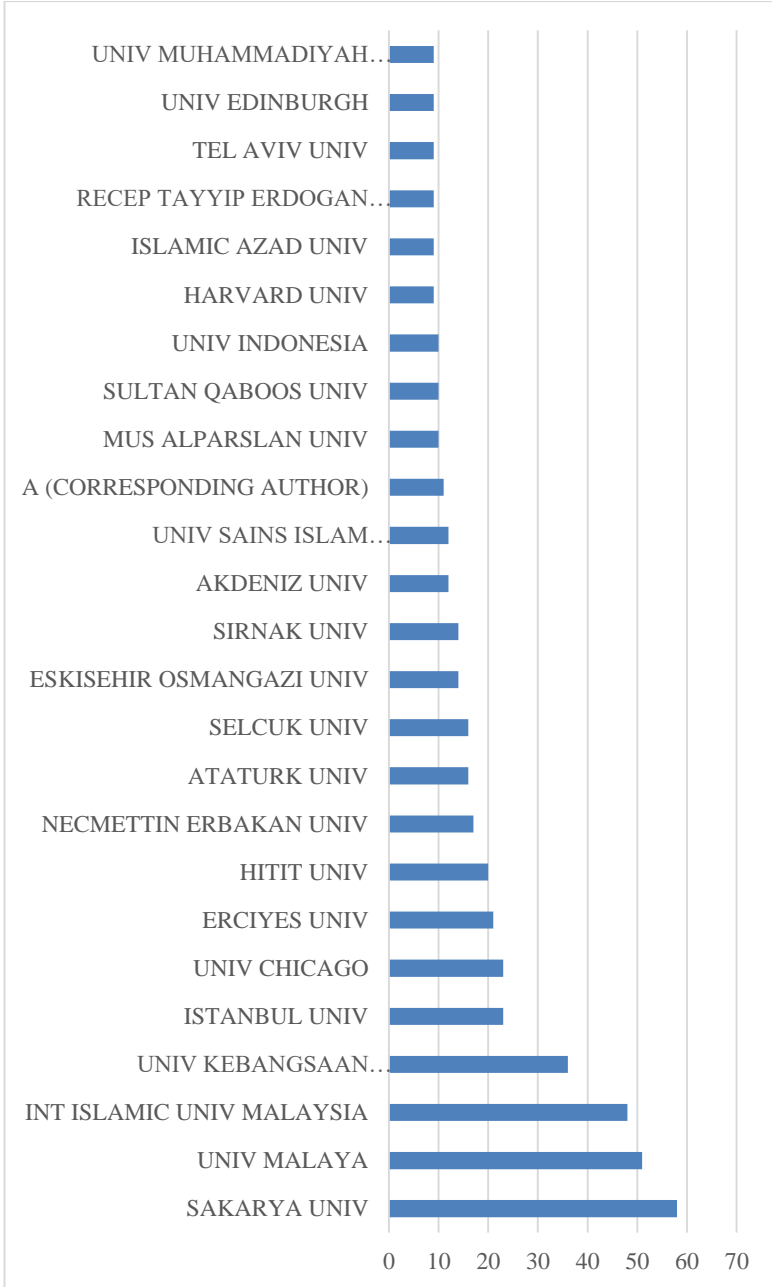 UNIV MUHAMMADIYAH…
UNIV EDINBURGH
TEL AVIV UNIV
RECEP TAYYIP ERDOGAN…
ISLAMIC AZAD UNIV
HARVARD UNIV
UNIV INDONESIA
SULTAN QABOOS UNIV
MUS ALPARSLAN UNIV
A (CORRESPONDING AUTHOR)
UNIV SAINS ISLAM…
AKDENIZ UNIV
SIRNAK UNIV
ESKISEHIR OSMANGAZI UNIV
SELCUK UNIV
ATATURK UNIV
NECMETTIN ERBAKAN UNIV
HITIT UNIV
ERCIYES UNIV
UNIV CHICAGO
ISTANBUL UNIV
UNIV KEBANGSAAN…
INT ISLAMIC UNIV MALAYSIA
UNIV MALAYA
SAKARYA UNIV
0 10 20 30 40 50 60 70